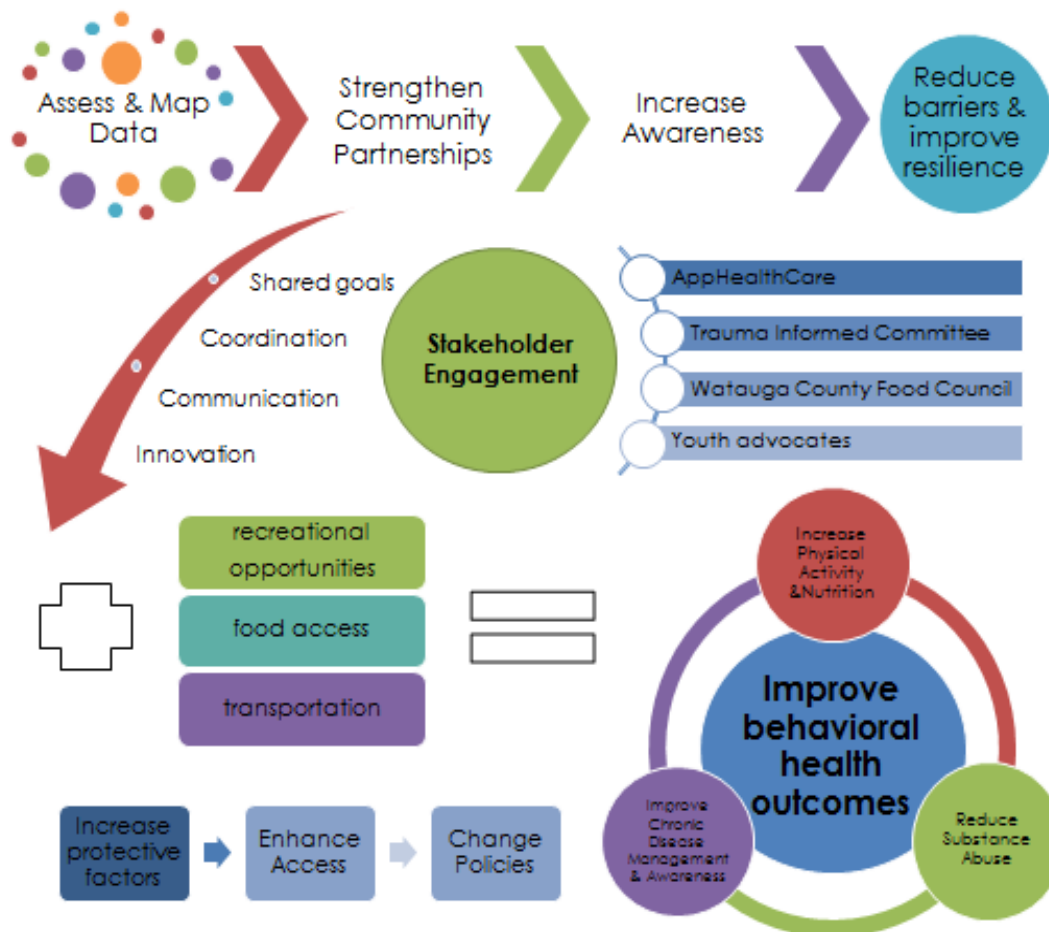 Assess & Map
Data
Strengthen
Community
Partnerships
Increase
Awareness
Reduce
barriers &
improve
resilience
Shared goals
Coordination
Communication
Innovation
Stakeholder
Engagement
AppHealthCare
Trauma Informed Committee
Watauga County Food Council
Youth advocates
recreational
opportunities
food access
transportation
Increase
Physical
Activity
&Nutrition
Improve
behavioral
health
outcomes
Improve
Chronic
Disease
Management
& Awareness
Reduce
Substance
Abuse
Increase
protective
factors
Enhance
Access
Change
Policies